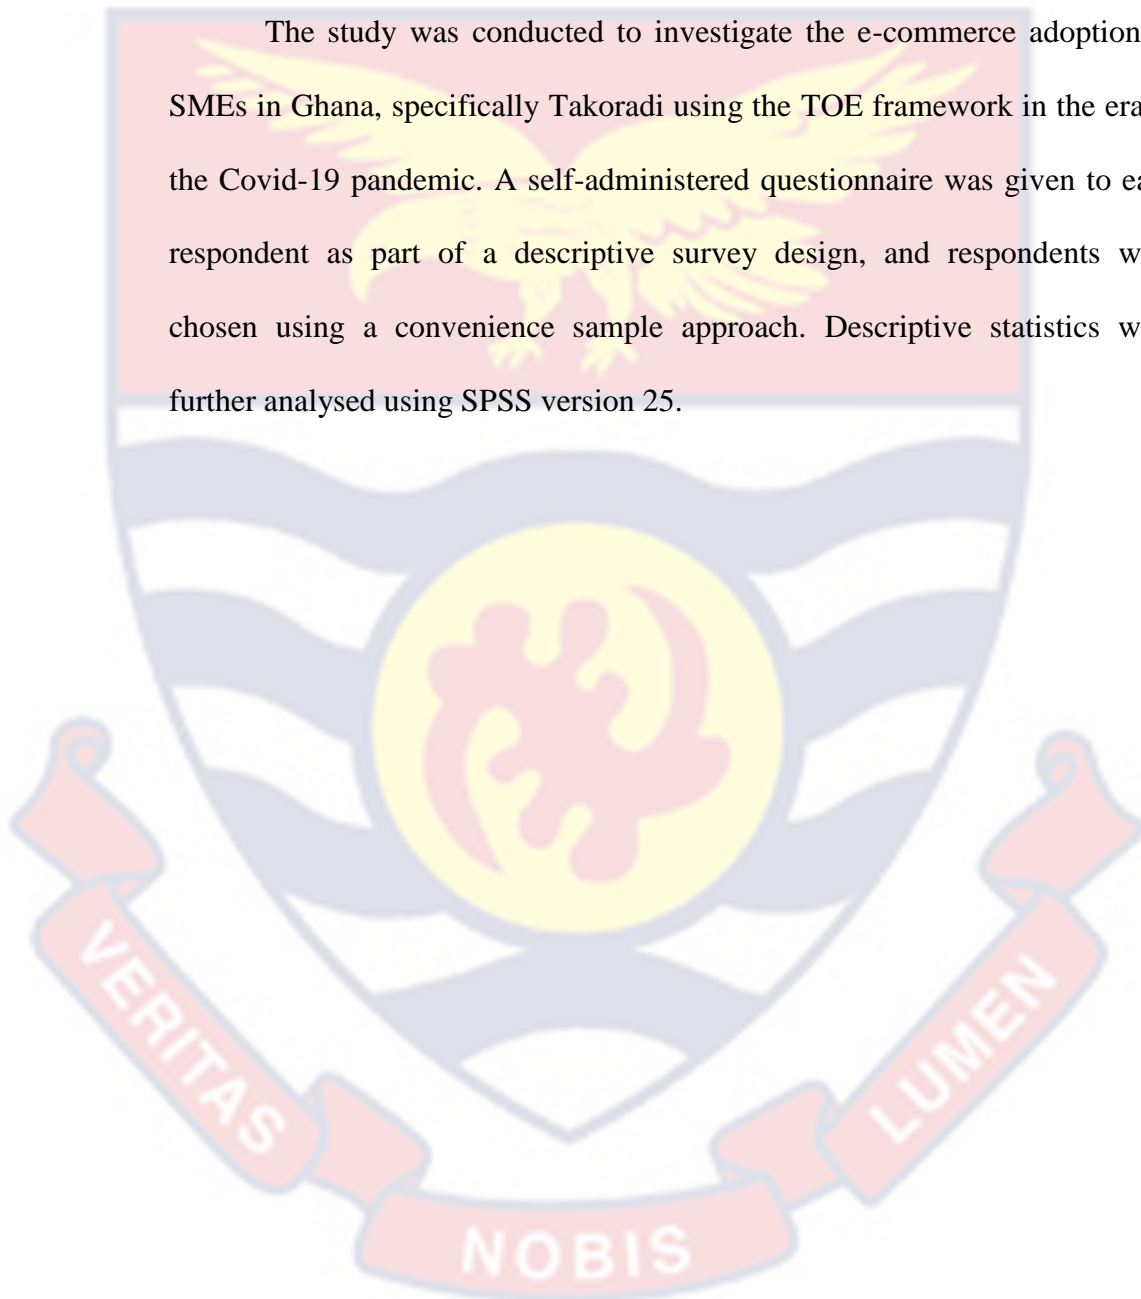 The study was conducted to investigate the e-commerce adoption
SMEs in Ghana, specifically Takoradi using the TOE framework in the era
the Covid-19 pandemic. A self-administered questionnaire was given to ea
respondent as part of a descriptive survey design, and respondents w
chosen using a convenience sample approach. Descriptive statistics w
further analysed using SPSS version 25.
VERITAS
NOBIS
LUMEN